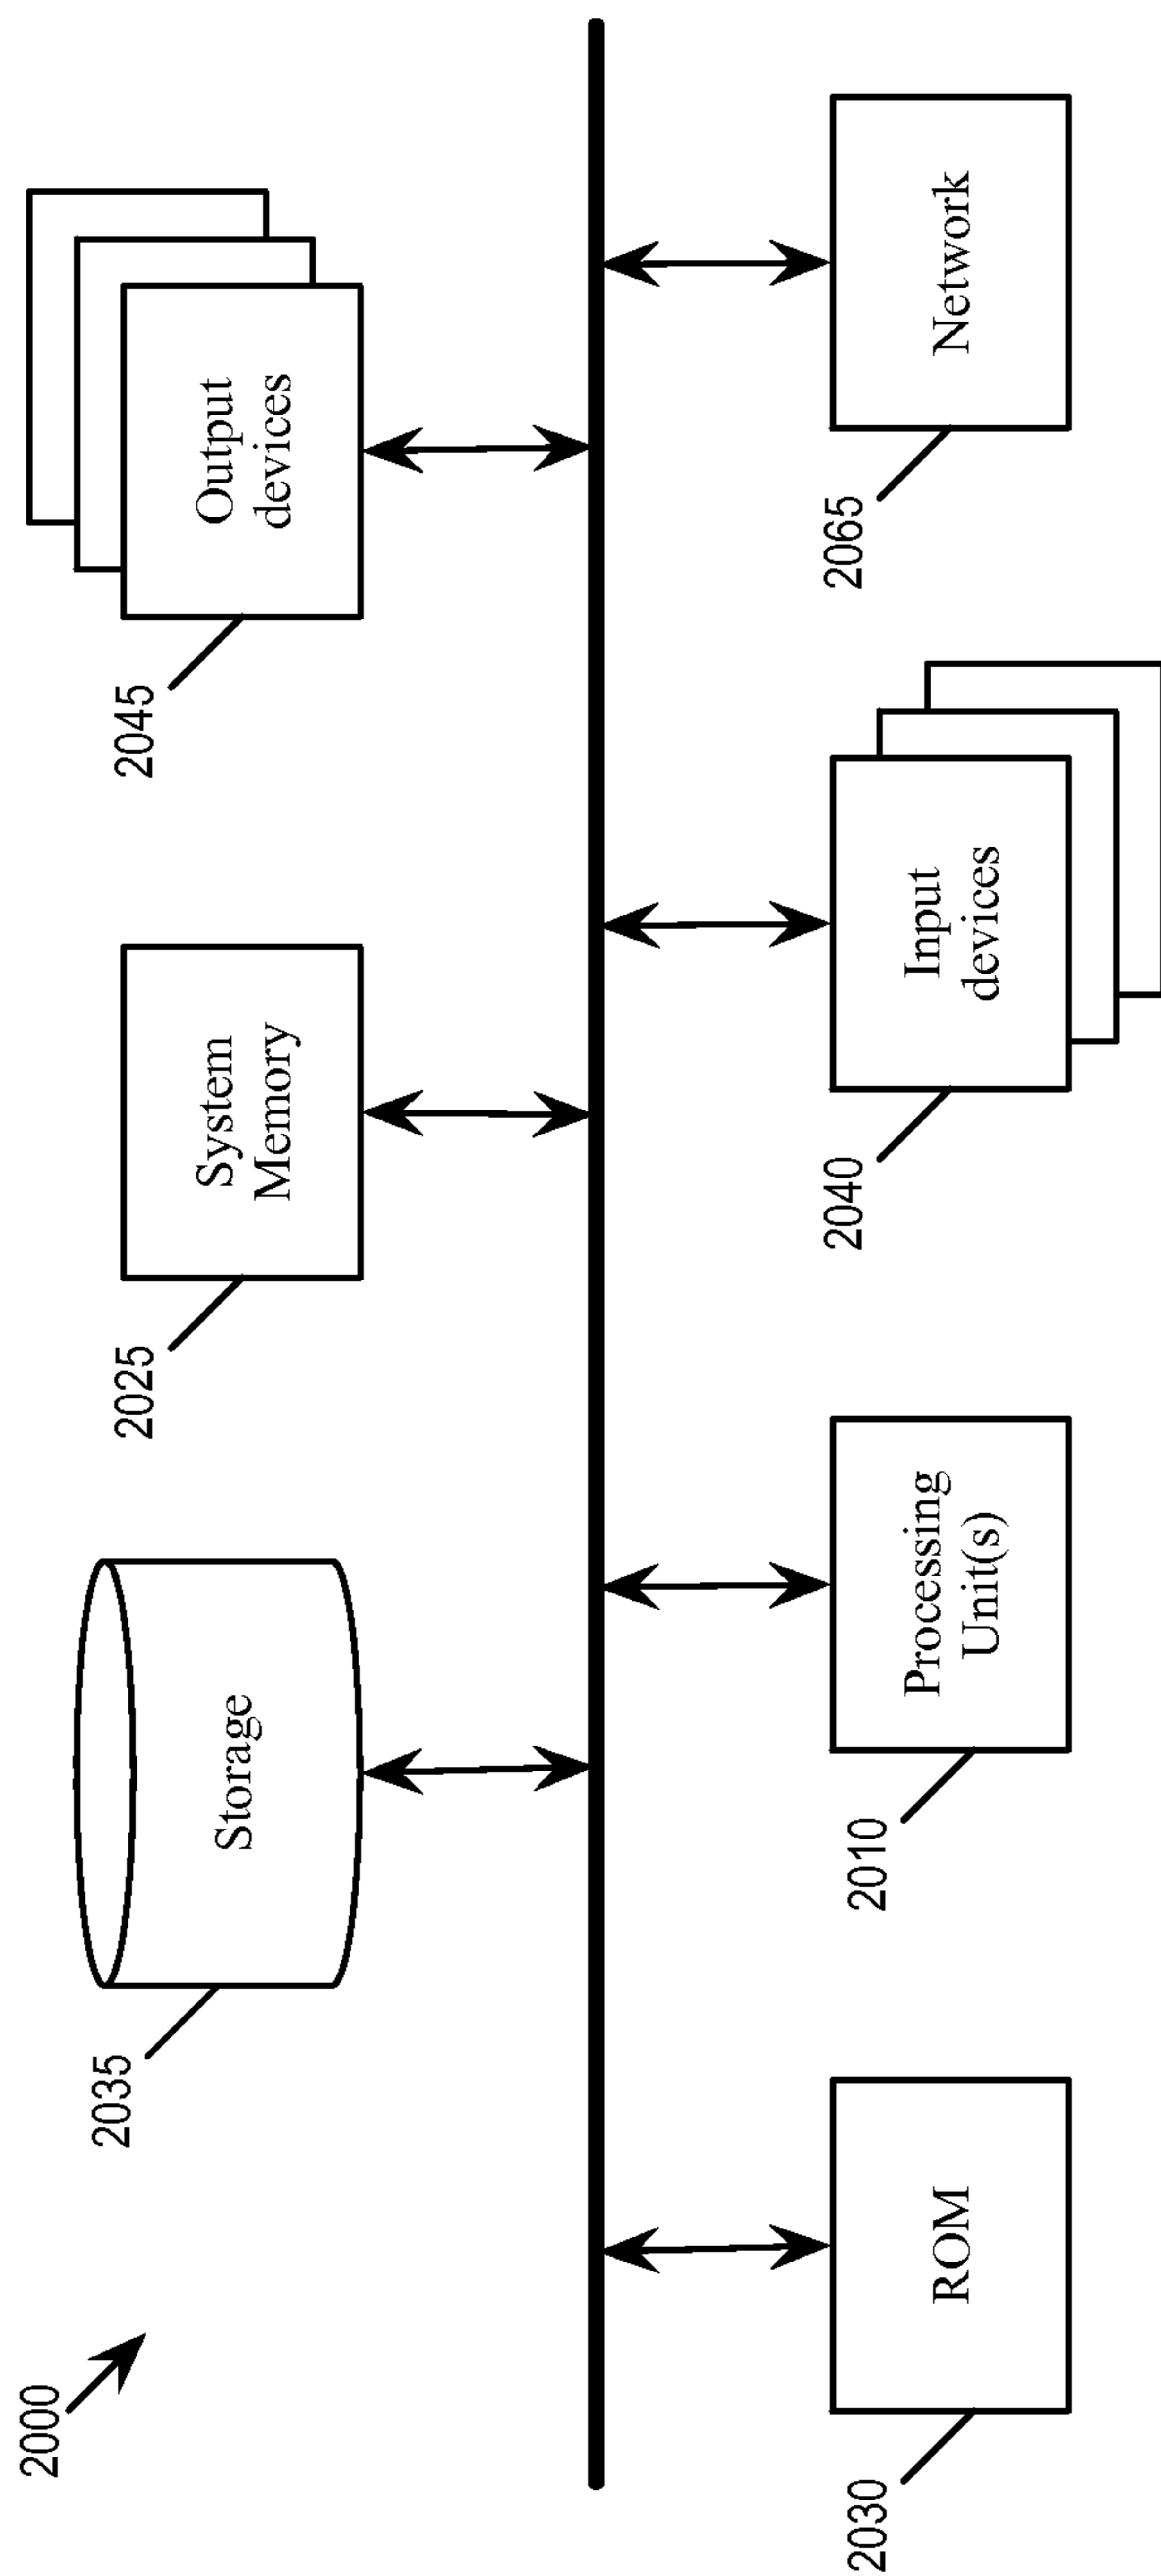 2000
2035
Storage
2025
System
Memory
2045
Output
devices
2030
ROM
2010
Processing
Unit(s)
2040
Input
devices
2065
Network